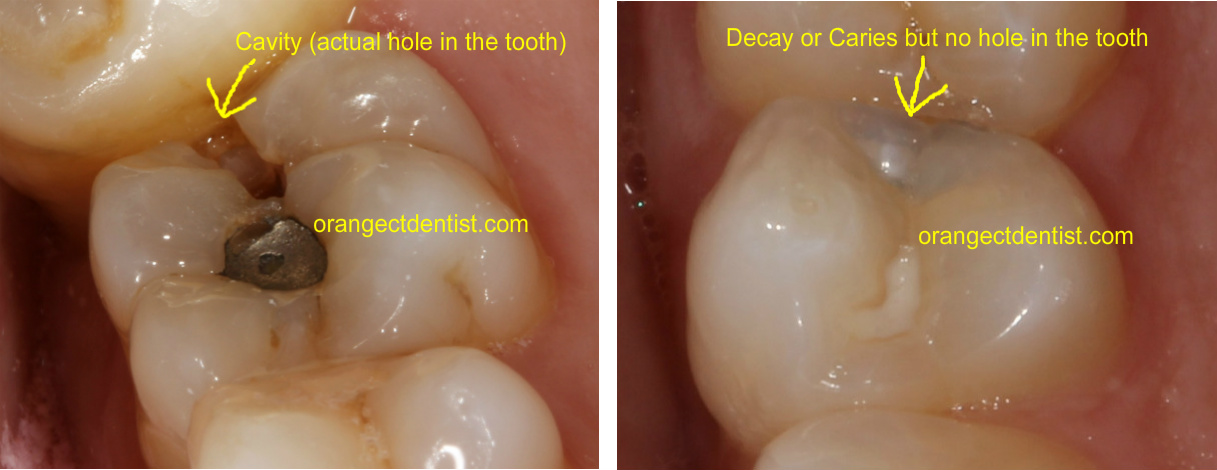 Cavity (actual hole in the tooth)
orangectdentist.com
Decay or Caries but no hole in the tooth
orangectdentist.com